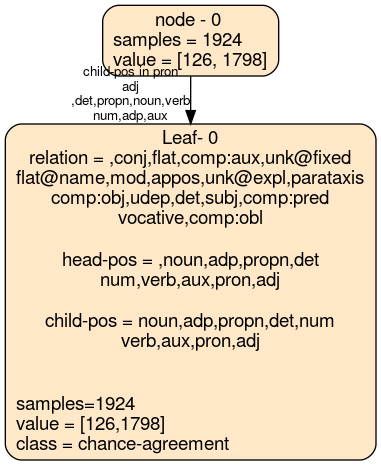 node - 0
samples = 1924
value = [126, 1798]
child-pos in pron
adj
,det,propn,noun,verb
num,adp,aux
Leaf- 0
relation = ,conj,flat,comp:aux,unk@fixed
flat@name,mod,appos,unk@expl,parataxis
comp:obj,udep,det,subj,comp:pred
vocative,comp:obl
head-pos = ,noun,adp,propn,det
num,verb,aux,pron,adj
child-pos = noun,adp,propn,det,num
verb,aux,pron,adj
samples=1924
value = [126,1798]
class = chance-agreement